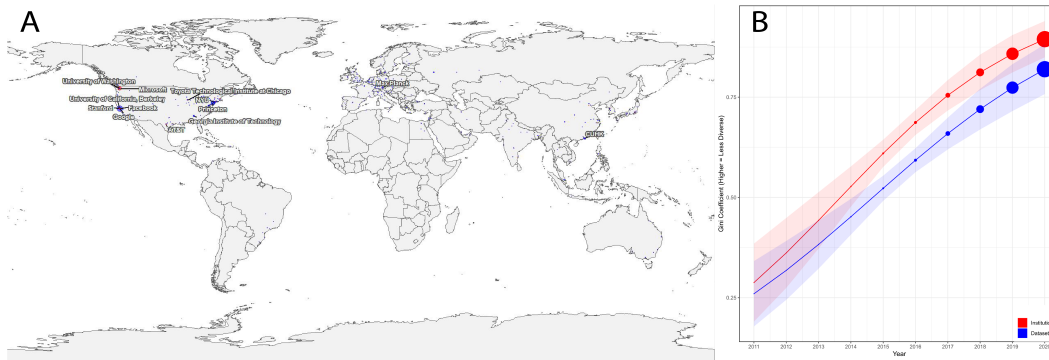 A
University of Washington
Microsoft
Toyota Technological Institute at Chicago
University of California, Berkeley
NYU
Stanford
Facebook
Princeton
Google
Georgia Institute of Technology
AT&T
Max Planck
CUHK
B
Gini Coefficient (Higher = Less Diverse)
0.75
0.50
0.25
Institutio
Dataset
2011 2012 2013 2014 2015 2016 2017 2018 2019 2020
Year